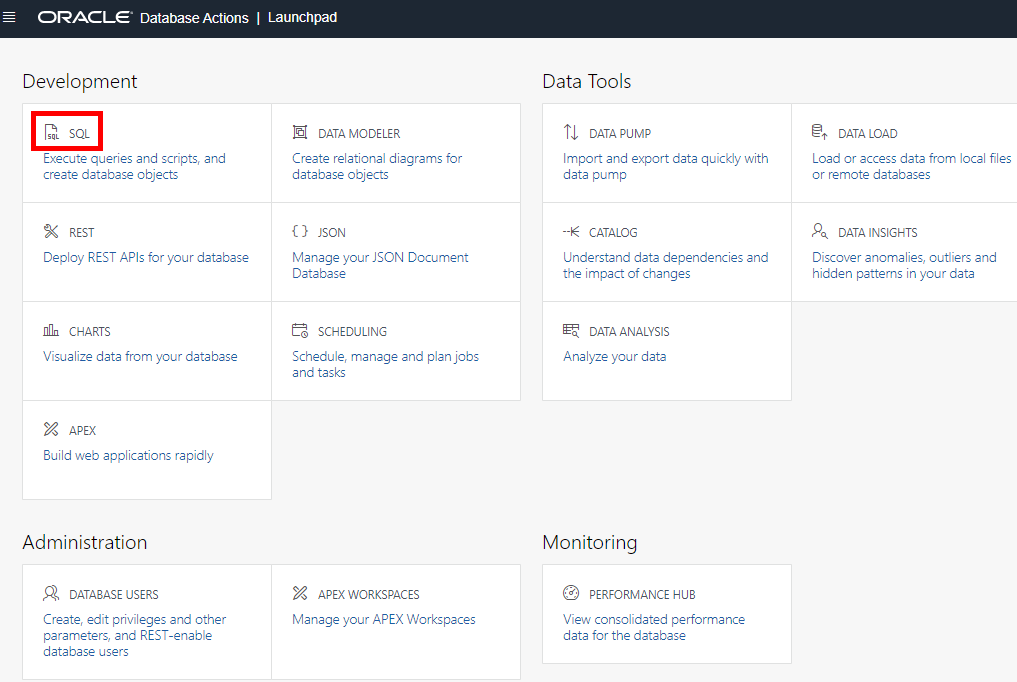 ORACLE Database Actions | Launchpad
Development
SQL
Execute queries and scripts, and
create database objects
DATA MODELER
Create relational diagrams for
database objects
REST
Deploy REST APIs for your database
JSON
Manage your JSON Document
Database
CHARTS
Visualize data from your database
SCHEDULING
Schedule, manage and plan jobs
and tasks
APEX
Build web applications rapidly
Data Tools
DATA PUMP
Import and export data quickly with
data pump
DATA LOAD
Load or access data from local files
or remote databases
CATALOG
Understand data dependencies and
the impact of changes
DATA INSIGHTS
Discover anomalies, outliers and
hidden patterns in your data
DATA ANALYSIS
Analyze your data
Administration
DATABASE USERS
Create, edit privileges and other
parameters, and REST-enable
database users
APEX WORKSPACES
Manage your APEX Workspaces
Monitoring
PERFORMANCE HUB
View consolidated performance
data for the database